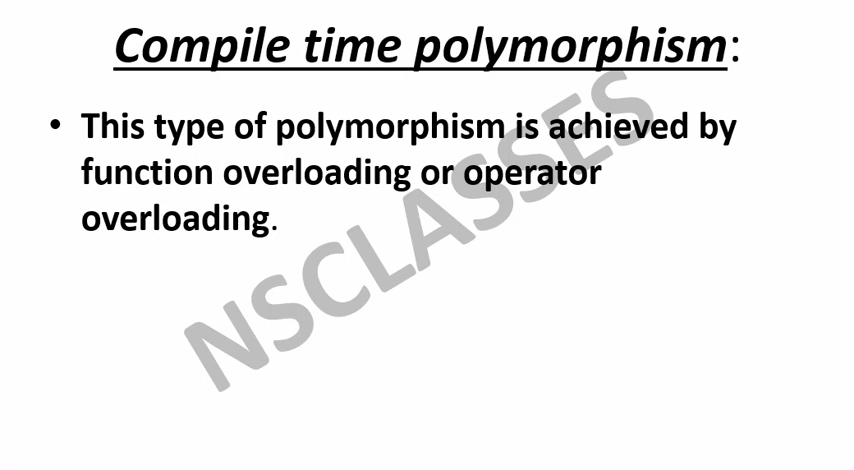 Compile time polymorphism:
• This type of polymorphism is achieved by
function overloading or operator
overloading.
NSCLASSES